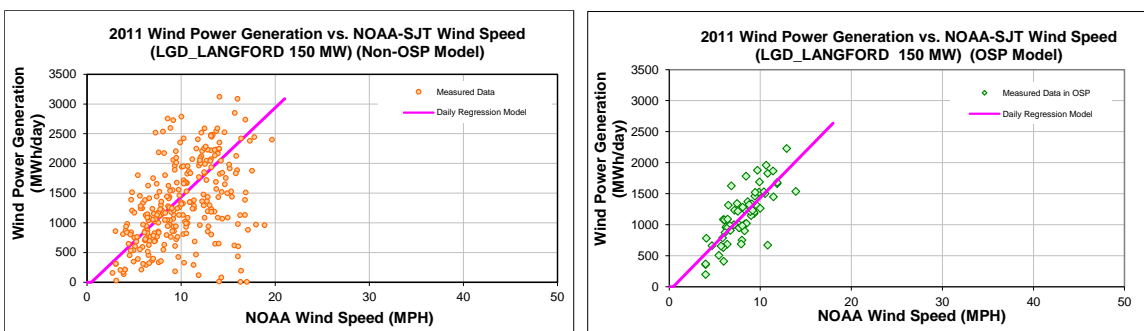 2011 Wind Power Generation vs. NOAA-SJT Wind Speed
(LGD_LANGFORD 150 MW) (Non-OSP Model)
Wind Power Generation
(MWh/day)
3500
3000
2500
2000
1500
1000
500
0
Measured Data
Daily Regression Model
0 10 20 30 40 50
NOAA Wind Speed (MPH)
2011 Wind Power Generation vs. NOAA-SJT Wind Speed
(LGD_LANGFORD 150 MW) (OSP Model)
Wind Power Generation
(MWh/day)
3500
3000
2500
2000
1500
1000
500
0
Measured Data in OSP
Daily Regression Model
0 10 20 30 40 50
NOAA Wind Speed (MPH)